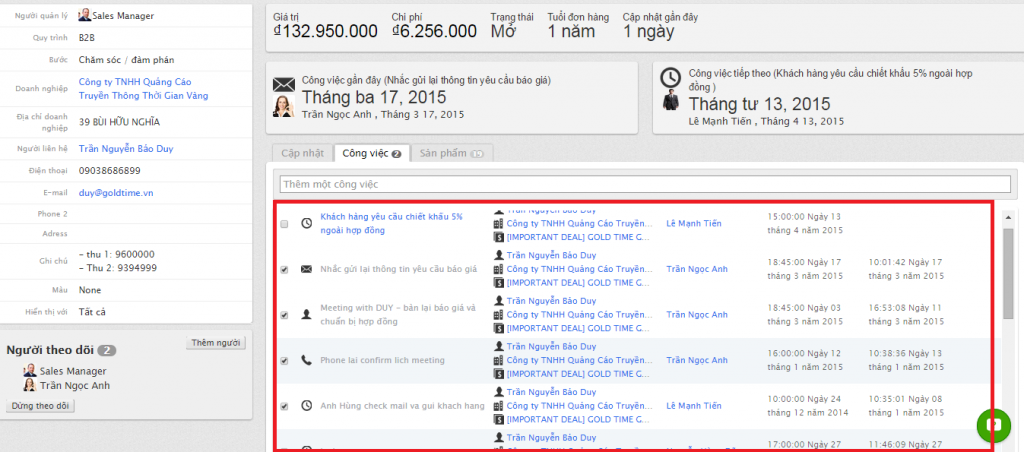 Người quản lý Sales Manager
Quy trình B2B
Bước Chăm sóc / đàm phán
Doanh nghiệp Công ty TNHH Quảng Cáo
Truyền Thông Thời Gian Vàng
Địa chỉ doanh
nghiệp 39 BÙI HỮU NGHĨA
Người liên hệ Trần Nguyễn Bảo Duy
Điện thoại 09038686899
E-mail duy@goldtime.vn
Phone 2
Adress
Ghi chú - thu 1: 9600000
- Thu 2: 9394999
Màu None
Hiển thị với Tất cả
Người theo dõi 2 Thêm người
Sales Manager
Trần Ngọc Anh
Dừng theo dõi
Giá trị Chi phí Trạng thái Tuổi đơn hàng Cập nhật gần đây
₫132.950.000 ₫6.256.000 Mở 1 năm 1 ngày
Công việc gần đây (Nhắc gửi lại thông tin yêu cầu báo giá)
Tháng ba 17, 2015
Trần Ngọc Anh , Tháng 3 17, 2015
Công việc tiếp theo (Khách hàng yêu cầu chiết khấu 5% ngoài hợp
đồng )
Tháng tư 13, 2015
Lê Mạnh Tiến , Tháng 4 13, 2015
Cập nhật Công việc 2 Sản phẩm 19
Thêm một công việc
Trần Nguyễn Bảo Duy
Khách hàng yêu cầu chiết khấu 5% Công ty TNHH Quảng Cáo Truyền... Lê Mạnh Tiến 15:00:00 Ngày 13
ngoài hợp đồng [IMPORTANT DEAL] GOLD TIME G... tháng 4 năm 2015
Trần Nguyễn Bảo Duy 18:45:00 Ngày 17 10:01:42 Ngày 17
Nhắc gửi lại thông tin yêu cầu báo giá Công ty TNHH Quảng Cáo Truyền... Trần Ngọc Anh
[IMPORTANT DEAL] GOLD TIME G... tháng 3 năm 2015 tháng 3 năm 2015
Trần Nguyễn Bảo Duy
Meeting with DUY - bàn lại báo giá và Công ty TNHH Quảng Cáo Truyền... Trần Ngọc Anh 18:45:00 Ngày 03 16:53:08 Ngày 11
chuẩn bị hợp đồng [IMPORTANT DEAL] GOLD TIME G... tháng 3 năm 2015 tháng 3 năm 2015
Trần Nguyễn Bảo Duy 16:00:00 Ngày 12 10:38:36 Ngày 13
Phone lai confirm lich meeting Công ty TNHH Quảng Cáo Truyền... Trần Ngọc Anh
[IMPORTANT DEAL] GOLD TIME G... tháng 1 năm 2015 tháng 1 năm 2015
Trần Nguyễn Bảo Duy 10:00:00 Ngày 24 10:35:01 Ngày 08
Anh Hùng check mail va gui khach hang Công ty TNHH Quảng Cáo Truyền... Lê Mạnh Tiến
[IMPORTANT DEAL] GOLD TIME G... tháng 12 năm 2014 tháng 1 năm 2015
Trần Nguyễn Bảo Duy 17:00:00 Ngày 27 11:46:09 Ngày 27